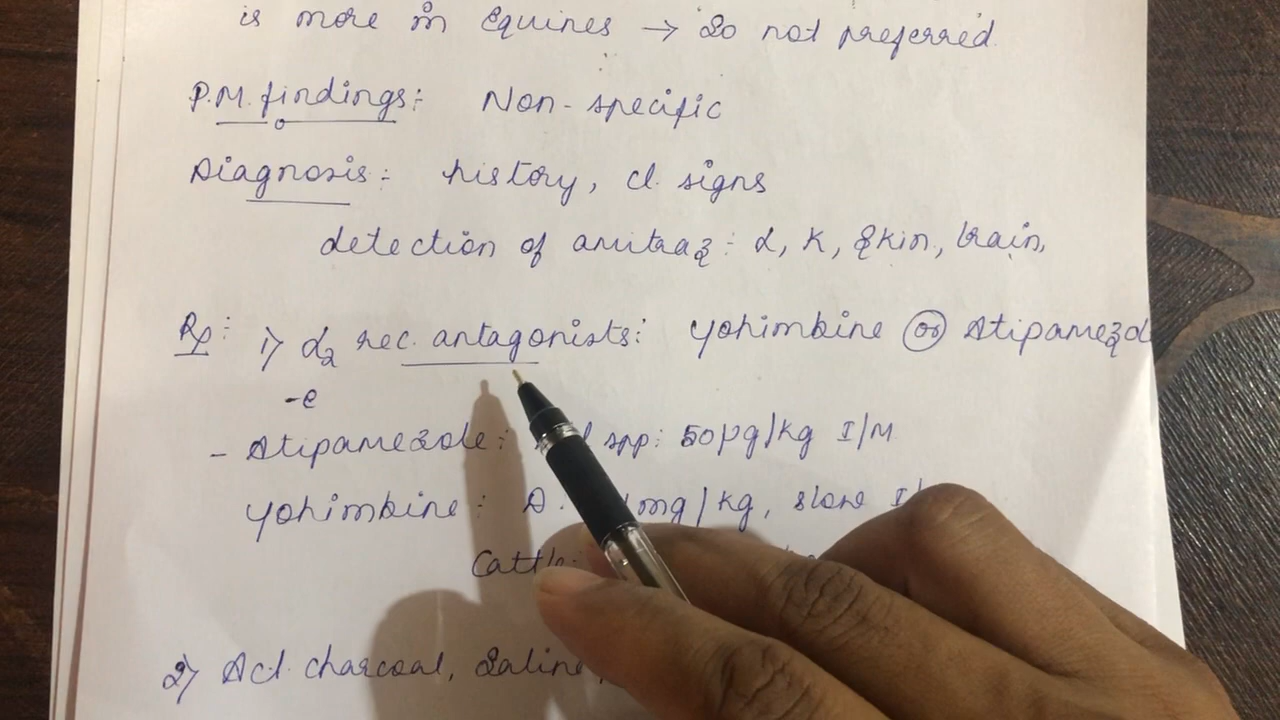 is more in Equines → So not preferred.
P.M. findings: Non-specific
Diagnosis: history, cl. signs
detection of amitraz: L, K, Skin, brain,
Rx: 1) α2 rec. antagonists: Yohimbine (or) Atipamezol
-e
- Atipamezole: spp: 50µg/kg I/M
Yohimbine: D. mg/kg, slow
Cattle:
2) Act. charcoal, Saline